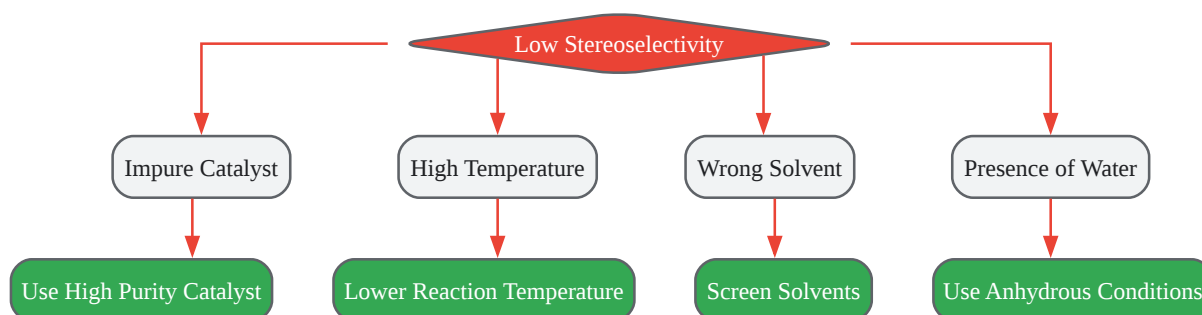 Low Stereoselectivity
Impure Catalyst
High Temperature
Wrong Solvent
Presence of Water
Use High Purity Catalyst
Lower Reaction Temperature
Screen Solvents
Use Anhydrous Conditions